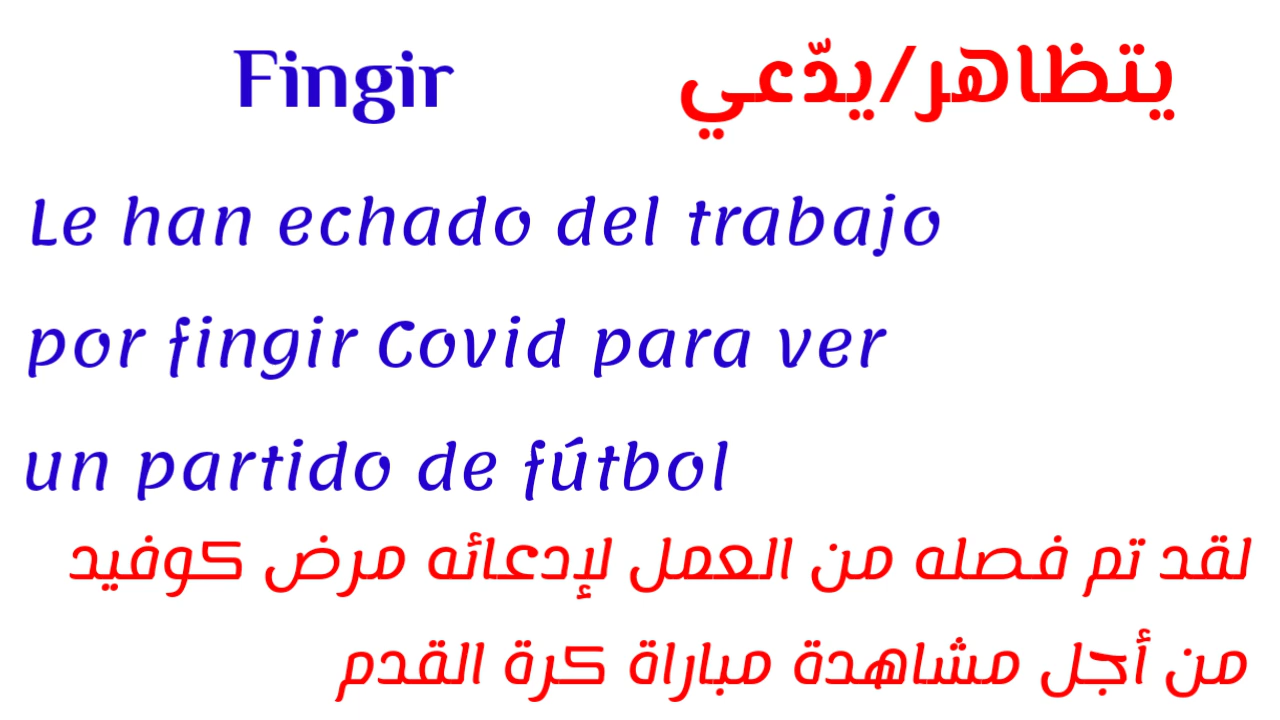 Fingir يتظاهر/يدّعي
Le han echado del trabajo
por fingir Covid para ver
un partido de fútbol
لقد تم فصله من العمل لإدعائه مرض كوفيد
من أجل مشاهدة مباراة كرة القدم